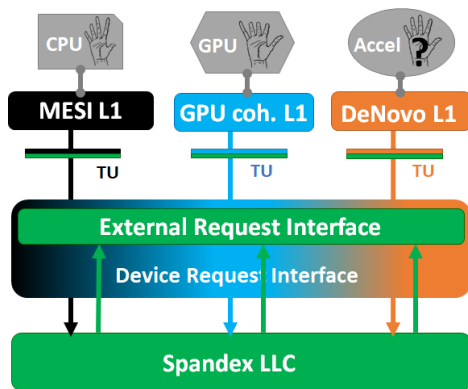 CPU
GPU
Accel
?
MESI L1
GPU coh. L1
DeNovo L1
TU
TU
TU
External Request Interface
Device Request Interface
Spandex LLC